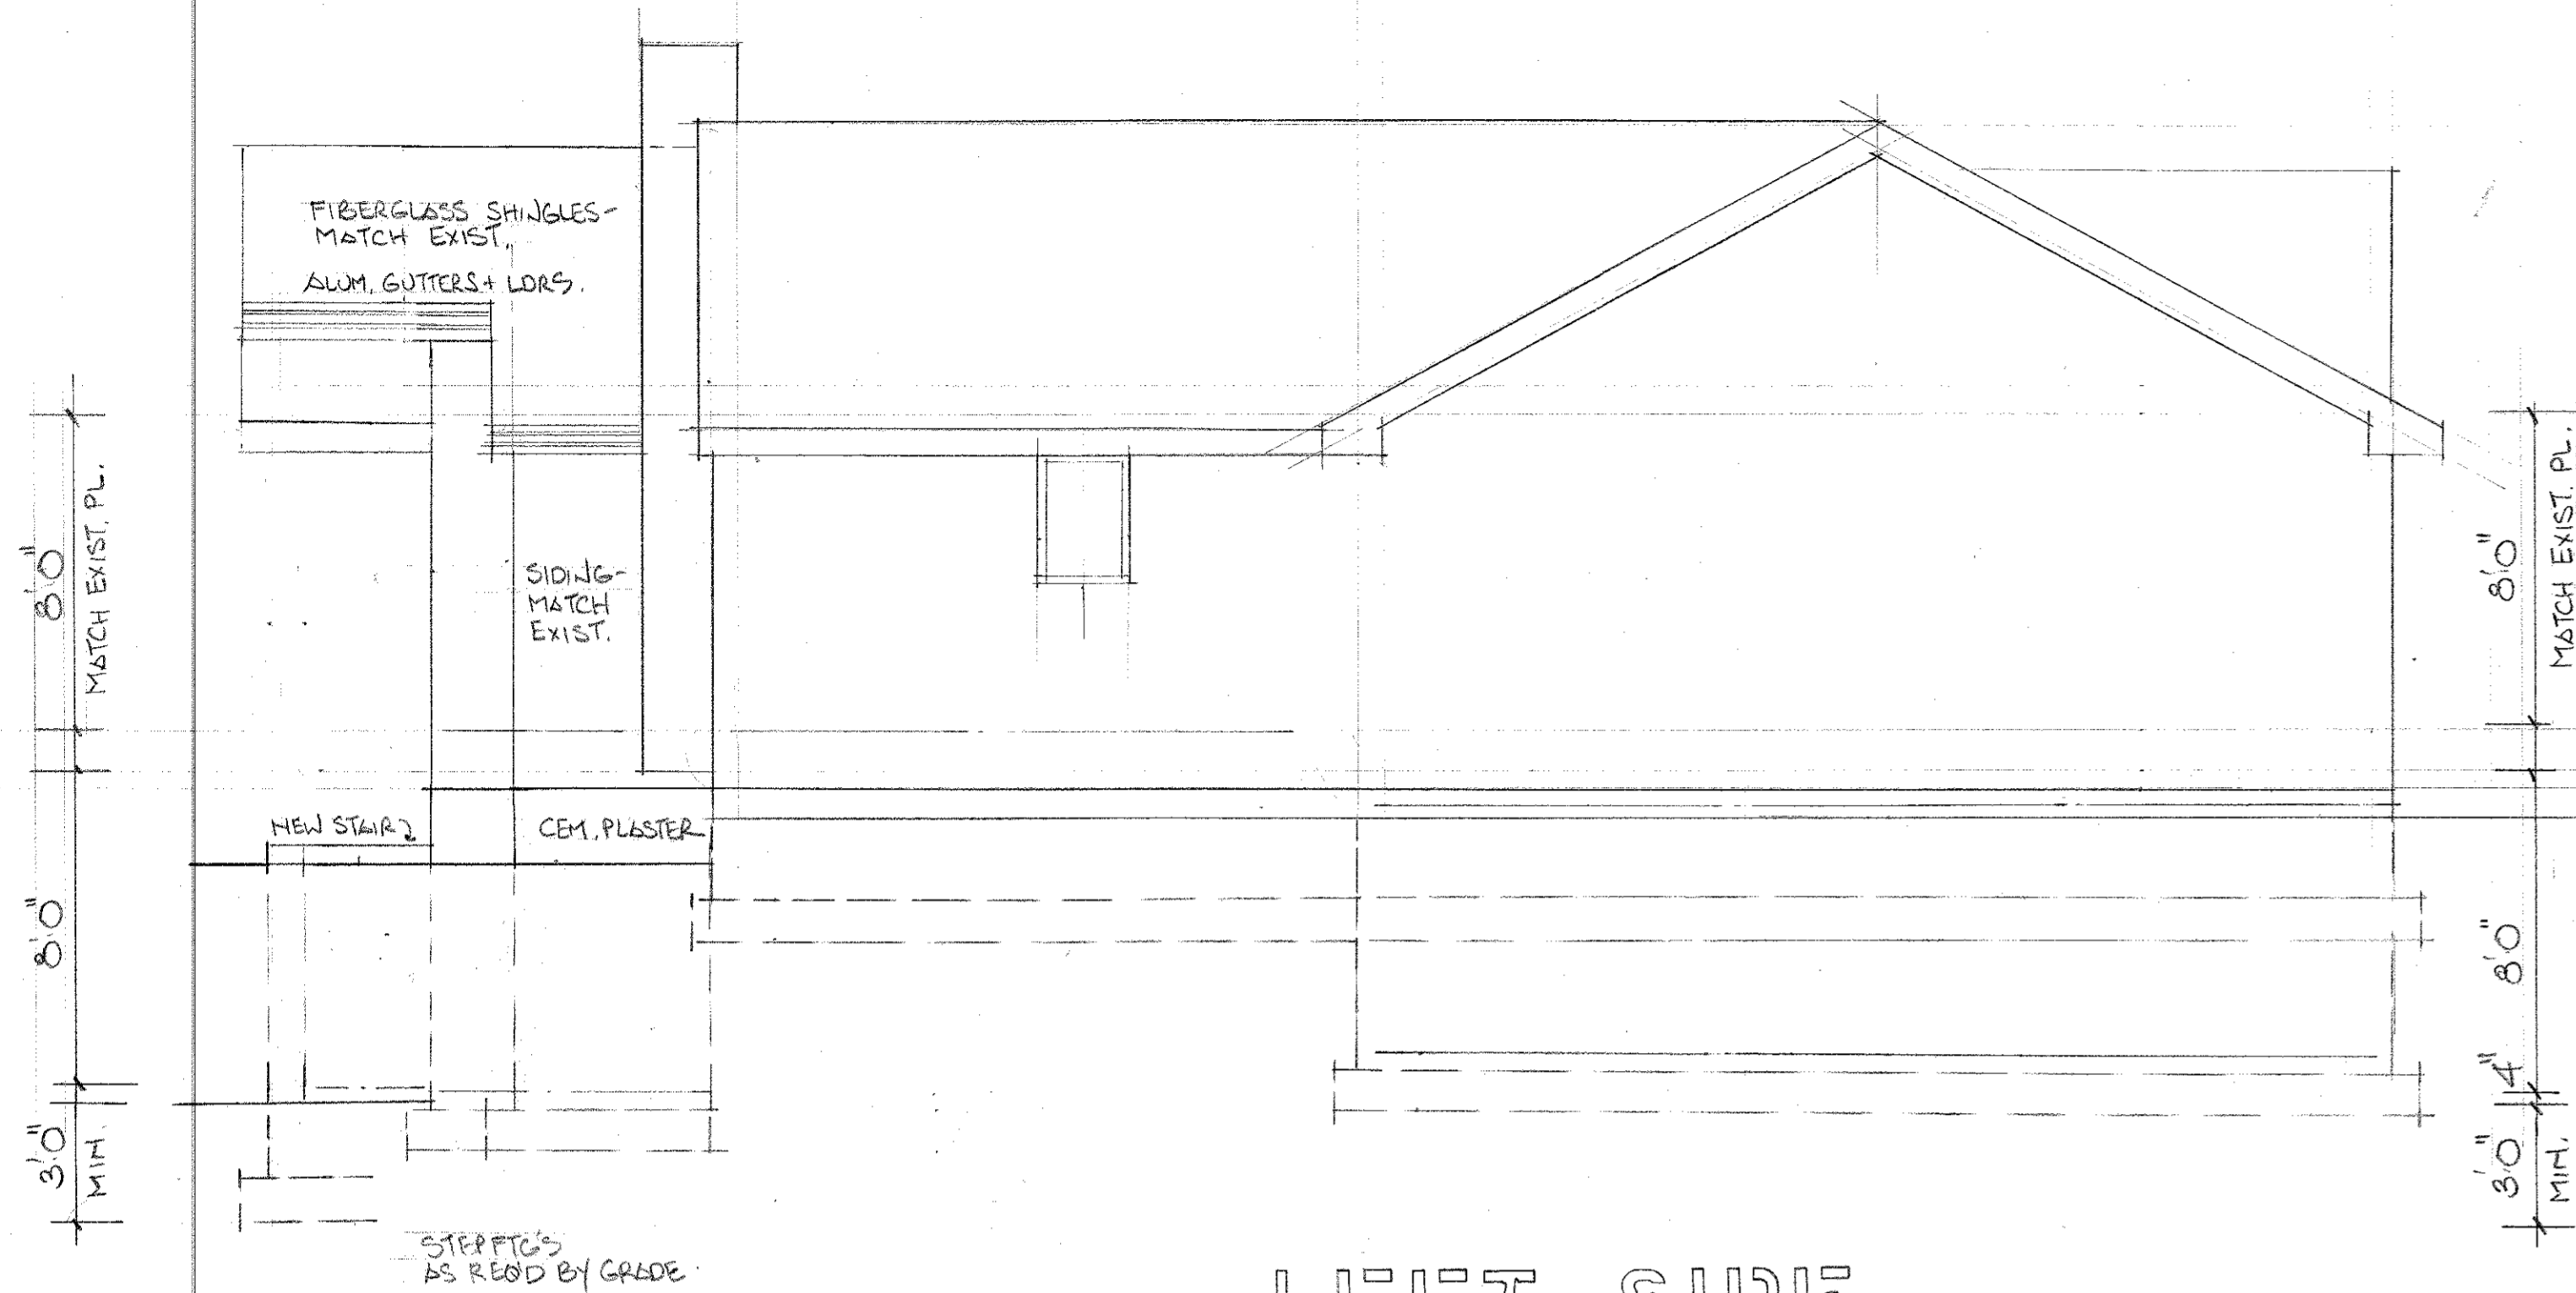 FIBERGLASS SHINGLES-
MATCH EXIST.
ALUM. GUTTERS + LDRS.
8'0"
MATCH EXIST. PL.
SIDING-
MATCH
EXIST.
8'0"
MATCH EXIST. PL.
NEW STAIR
CEM. PLASTER
8'0"
8'0"
4"
3'0"
MIN.
3'0"
MIN.
STEP FTG'S
AS REQ'D BY GRADE
LEFT SIDE